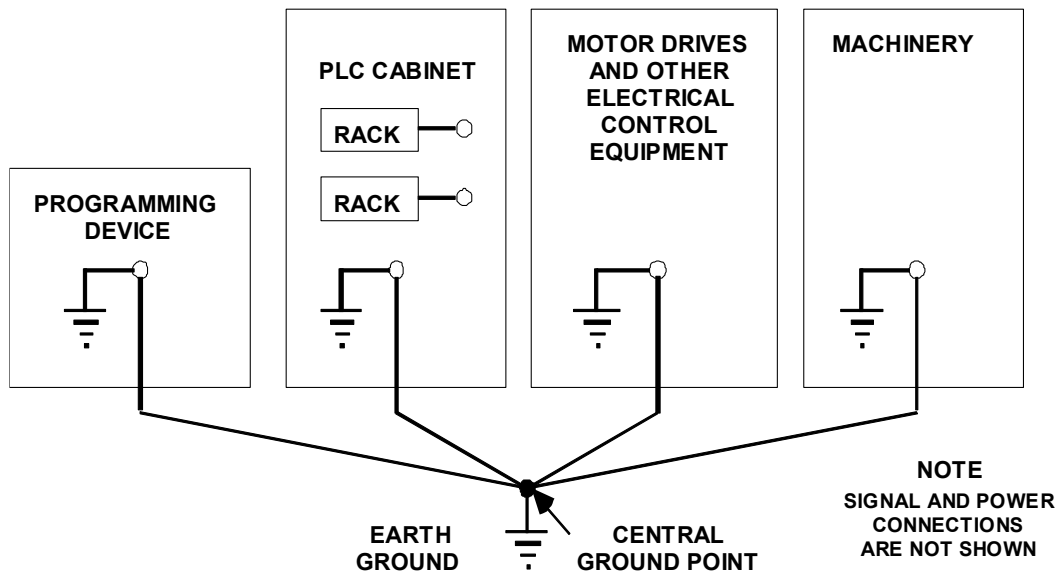 PROGRAMMING
DEVICE
PLC CABINET
RACK
RACK
MOTOR DRIVES
AND OTHER
ELECTRICAL
CONTROL
EQUIPMENT
MACHINERY
EARTH
GROUND
CENTRAL
GROUND POINT
NOTE
SIGNAL AND POWER
CONNECTIONS
ARE NOT SHOWN